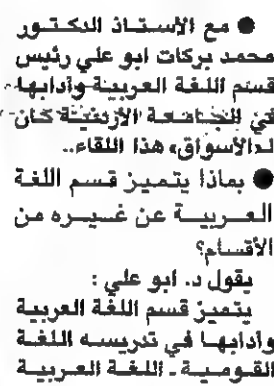 ● مع الأستاذ الدكتور
محمد بركات ابو علي رئيس
قسم اللغة العربية وآدابها
في الجامعة الأردنية كان
لـ«الأسواق» هذا اللقاء..
● بماذا يتميز قسم اللغة
العربية عن غيره من
الأقسام؟
يقول د. ابو علي :
يتميز قسم اللغة العربية
وآدابها في تدريسه اللغة
القومية ـ اللغة العربية